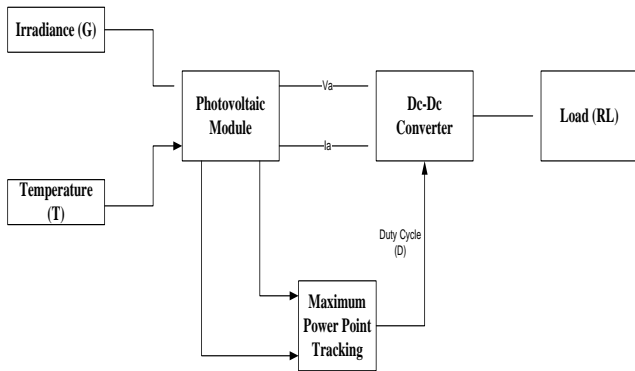 Irradiance (G)
Photovoltaic
Module
Va
Ia
Dc-Dc
Converter
Load (RL)
Temperature
(T)
Duty Cycle
(D)
Maximum
Power Point
Tracking